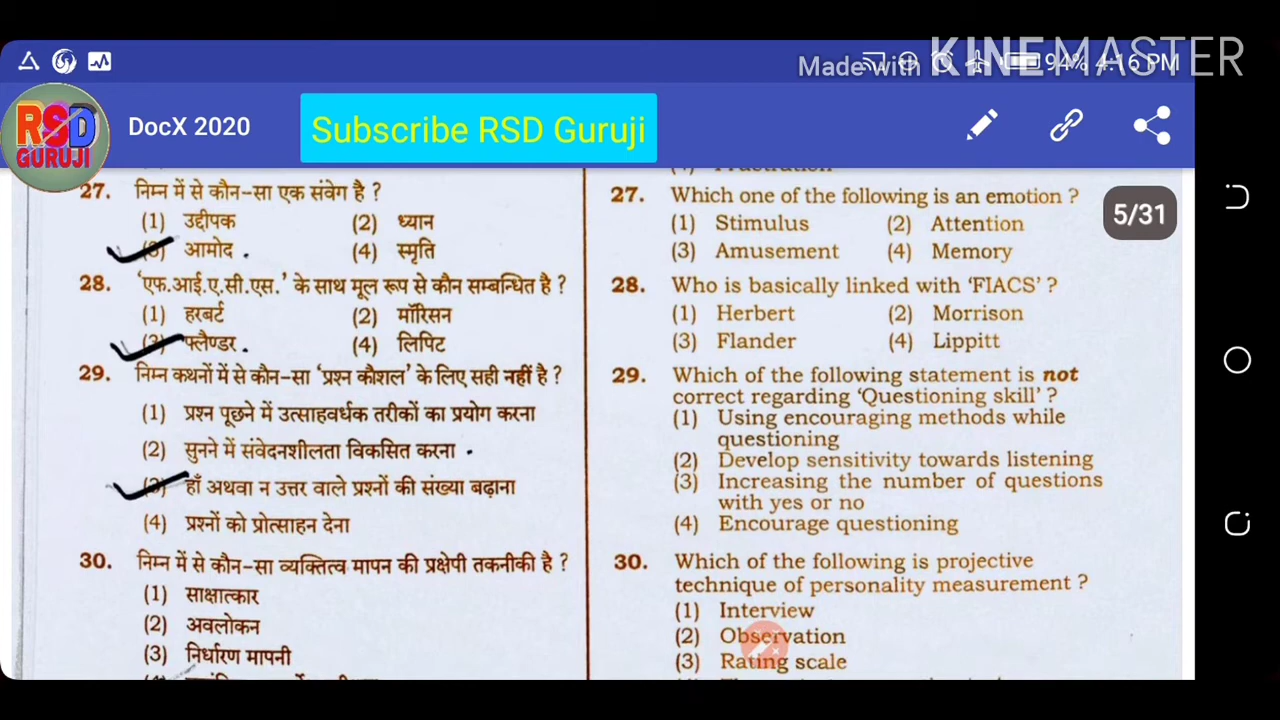 Made with KINEMASTER
94% 4:16 PM
RSD
GURUJI
DocX 2020
Subscribe RSD Guruji
5/31
27. निम्न में से कौन-सा एक संवेग है ?
(1) उद्दीपक (2) ध्यान
(3) आमोद . (4) स्मृति
28. 'एफ.आई.ए.सी.एस.' के साथ मूल रूप से कौन सम्बन्धित है ?
(1) हरबर्ट (2) मॉरिसन
(3) फ्लैण्डर . (4) लिपिट
29. निम्न कथनों में से कौन-सा 'प्रश्न कौशल' के लिए सही नहीं है ?
(1) प्रश्न पूछने में उत्साहवर्धक तरीकों का प्रयोग करना
(2) सुनने में संवेदनशीलता विकसित करना .
(3) हाँ अथवा न उत्तर वाले प्रश्नों की संख्या बढ़ाना
(4) प्रश्नों को प्रोत्साहन देना
30. निम्न में से कौन-सा व्यक्तित्व मापन की प्रक्षेपी तकनीकी है ?
(1) साक्षात्कार
(2) अवलोकन
(3) निर्धारण मापनी
27. Which one of the following is an emotion ?
(1) Stimulus (2) Attention
(3) Amusement (4) Memory
28. Who is basically linked with 'FIACS' ?
(1) Herbert (2) Morrison
(3) Flander (4) Lippitt
29. Which of the following statement is not
correct regarding 'Questioning skill' ?
(1) Using encouraging methods while
questioning
(2) Develop sensitivity towards listening
(3) Increasing the number of questions
with yes or no
(4) Encourage questioning
30. Which of the following is projective
technique of personality measurement ?
(1) Interview
(2) Observation
(3) Rating scale